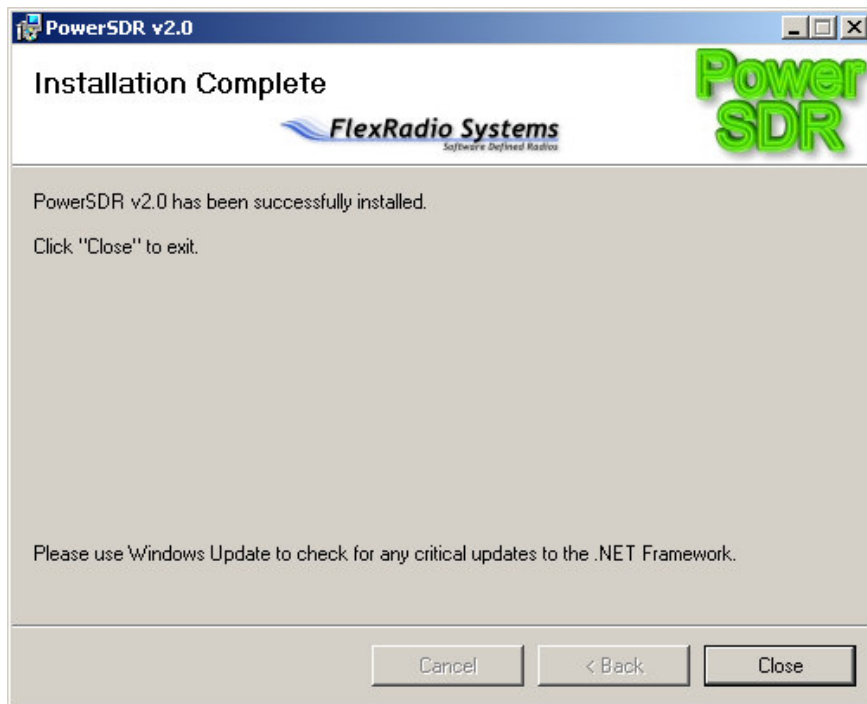 PowerSDR v2.0
Installation Complete
Power
SDR
FlexRadio Systems
Software Defined Radios
PowerSDR v2.0 has been successfully installed.
Click "Close" to exit.
Please use Windows Update to check for any critical updates to the .NET Framework.
Cancel
< Back
Close